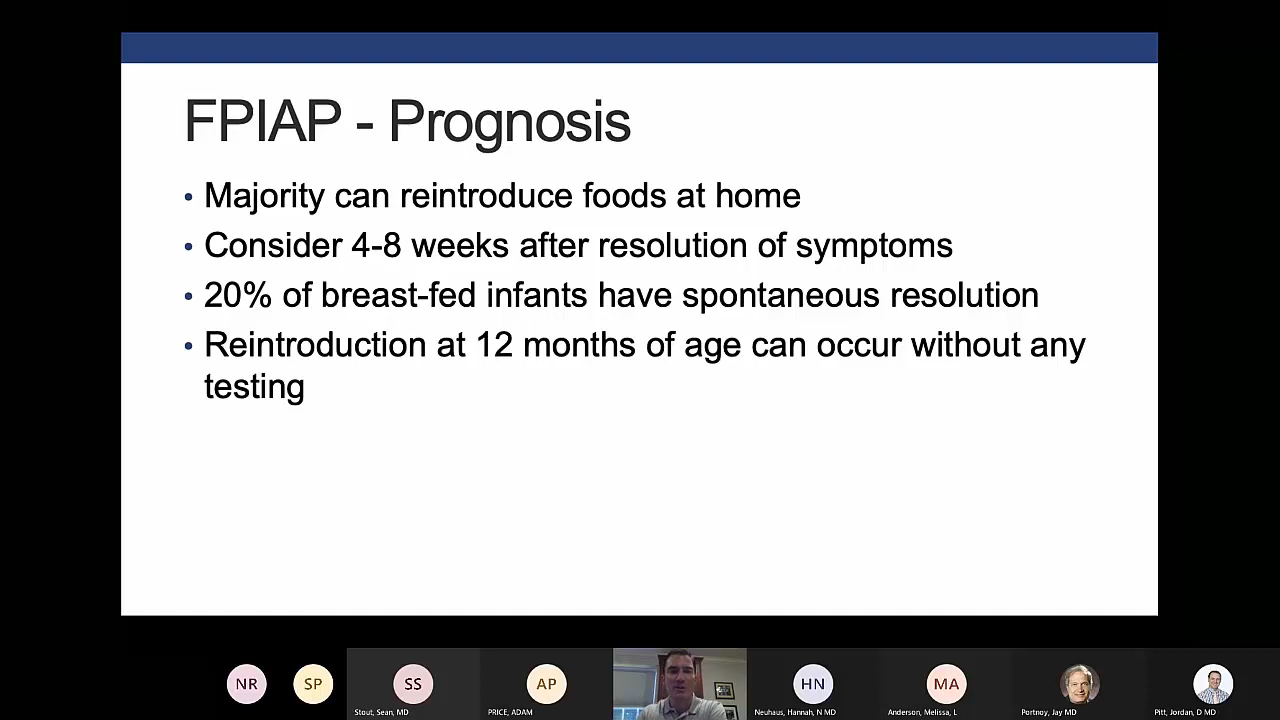 FPIAP - Prognosis
• Majority can reintroduce foods at home
• Consider 4-8 weeks after resolution of symptoms
• 20% of breast-fed infants have spontaneous resolution
• Reintroduction at 12 months of age can occur without any
testing
NR SP SS AP HN MA
Stout, Sean, MD PRICE, ADAM Neuhaus, Hannah, N MD Anderson, Melissa, L Portnoy, Jay MD Pitt, Jordan, D MD